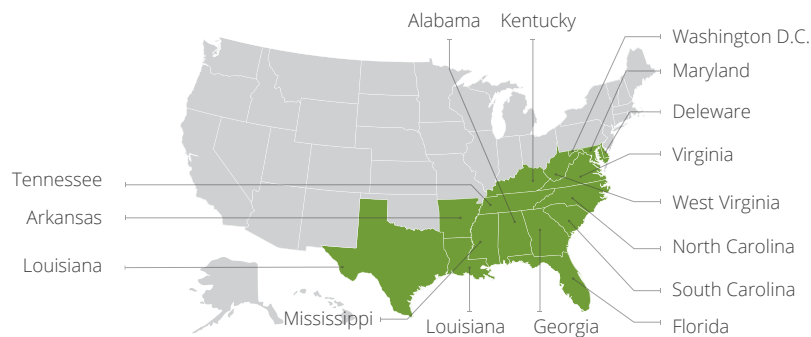 Alabama
Kentucky
Washington D.C.
Maryland
Deleware
Virginia
Tennessee
West Virginia
Arkansas
North Carolina
Louisiana
South Carolina
Mississippi
Louisiana
Georgia
Florida